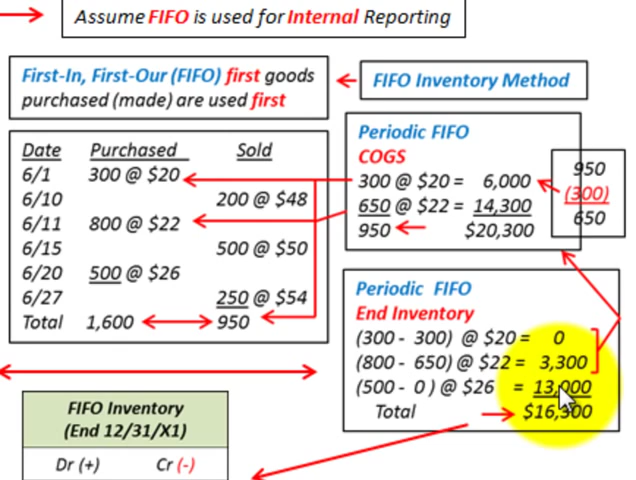 Assume FIFO is used for Internal Reporting
First-In, First-Our (FIFO) first goods
purchased (made) are used first
FIFO Inventory Method
Date Purchased Sold
6/1 300 @ $20
6/10 200 @ $48
6/11 800 @ $22
6/15 500 @ $50
6/20 500 @ $26
6/27 250 @ $54
Total 1,600 950
Periodic FIFO
COGS
300 @ $20 = 6,000
650 @ $22 = 14,300
950 $20,300
950
(300)
650
Periodic FIFO
End Inventory
(300 - 300) @ $20 = 0
(800 - 650) @ $22 = 3,300
(500 - 0 ) @ $26 = 13,000
Total $16,300
FIFO Inventory
(End 12/31/X1)
Dr (+) Cr (-)